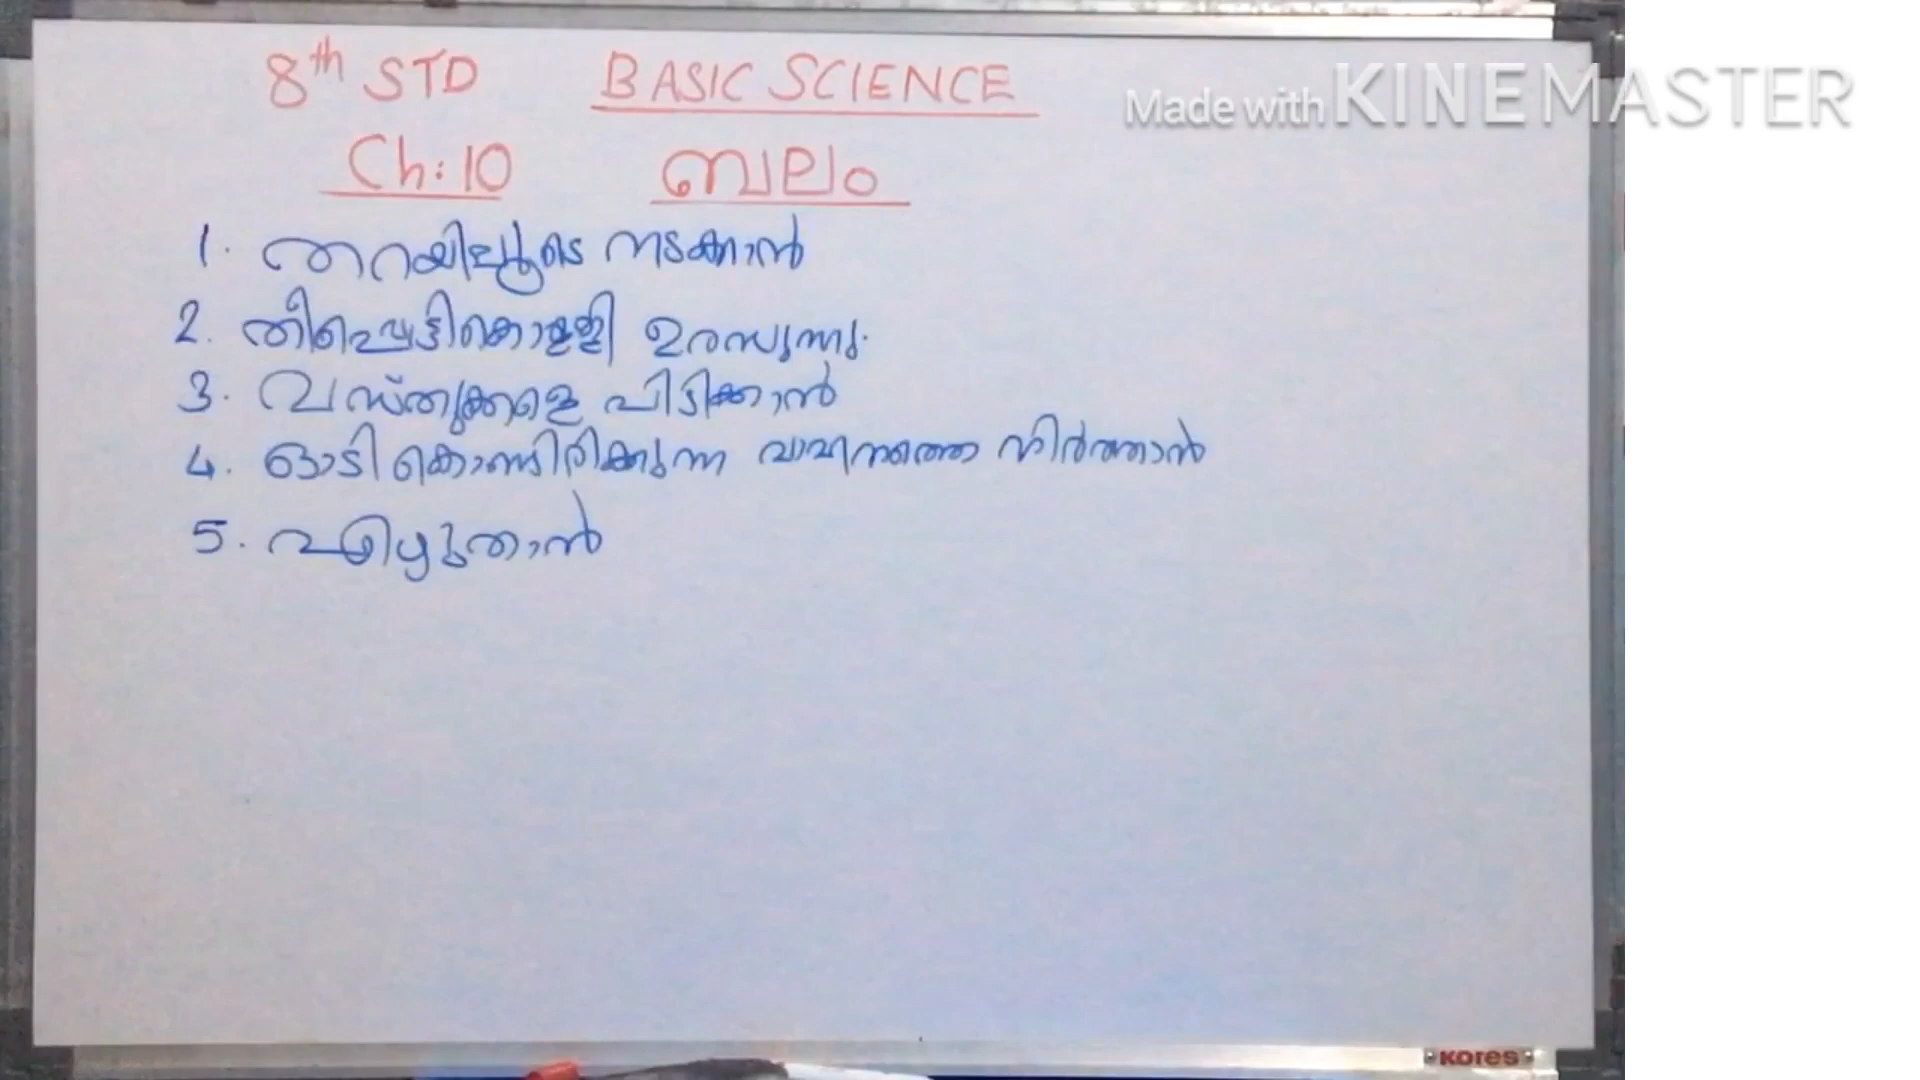 8th STD BASIC SCIENCE
Made with KINEMASTER
Ch:10 ബലം
1. തറയിലൂടെ നടക്കാൻ
2. തീപ്പെട്ടികൊള്ളി ഉരസുന്നു.
3. വസ്തുക്കളെ പിടിക്കാൻ
4. ഓടി കൊണ്ടിരിക്കുന്ന വാഹനത്തെ നിർത്താൻ
5. എഴുതാൻ
KORES